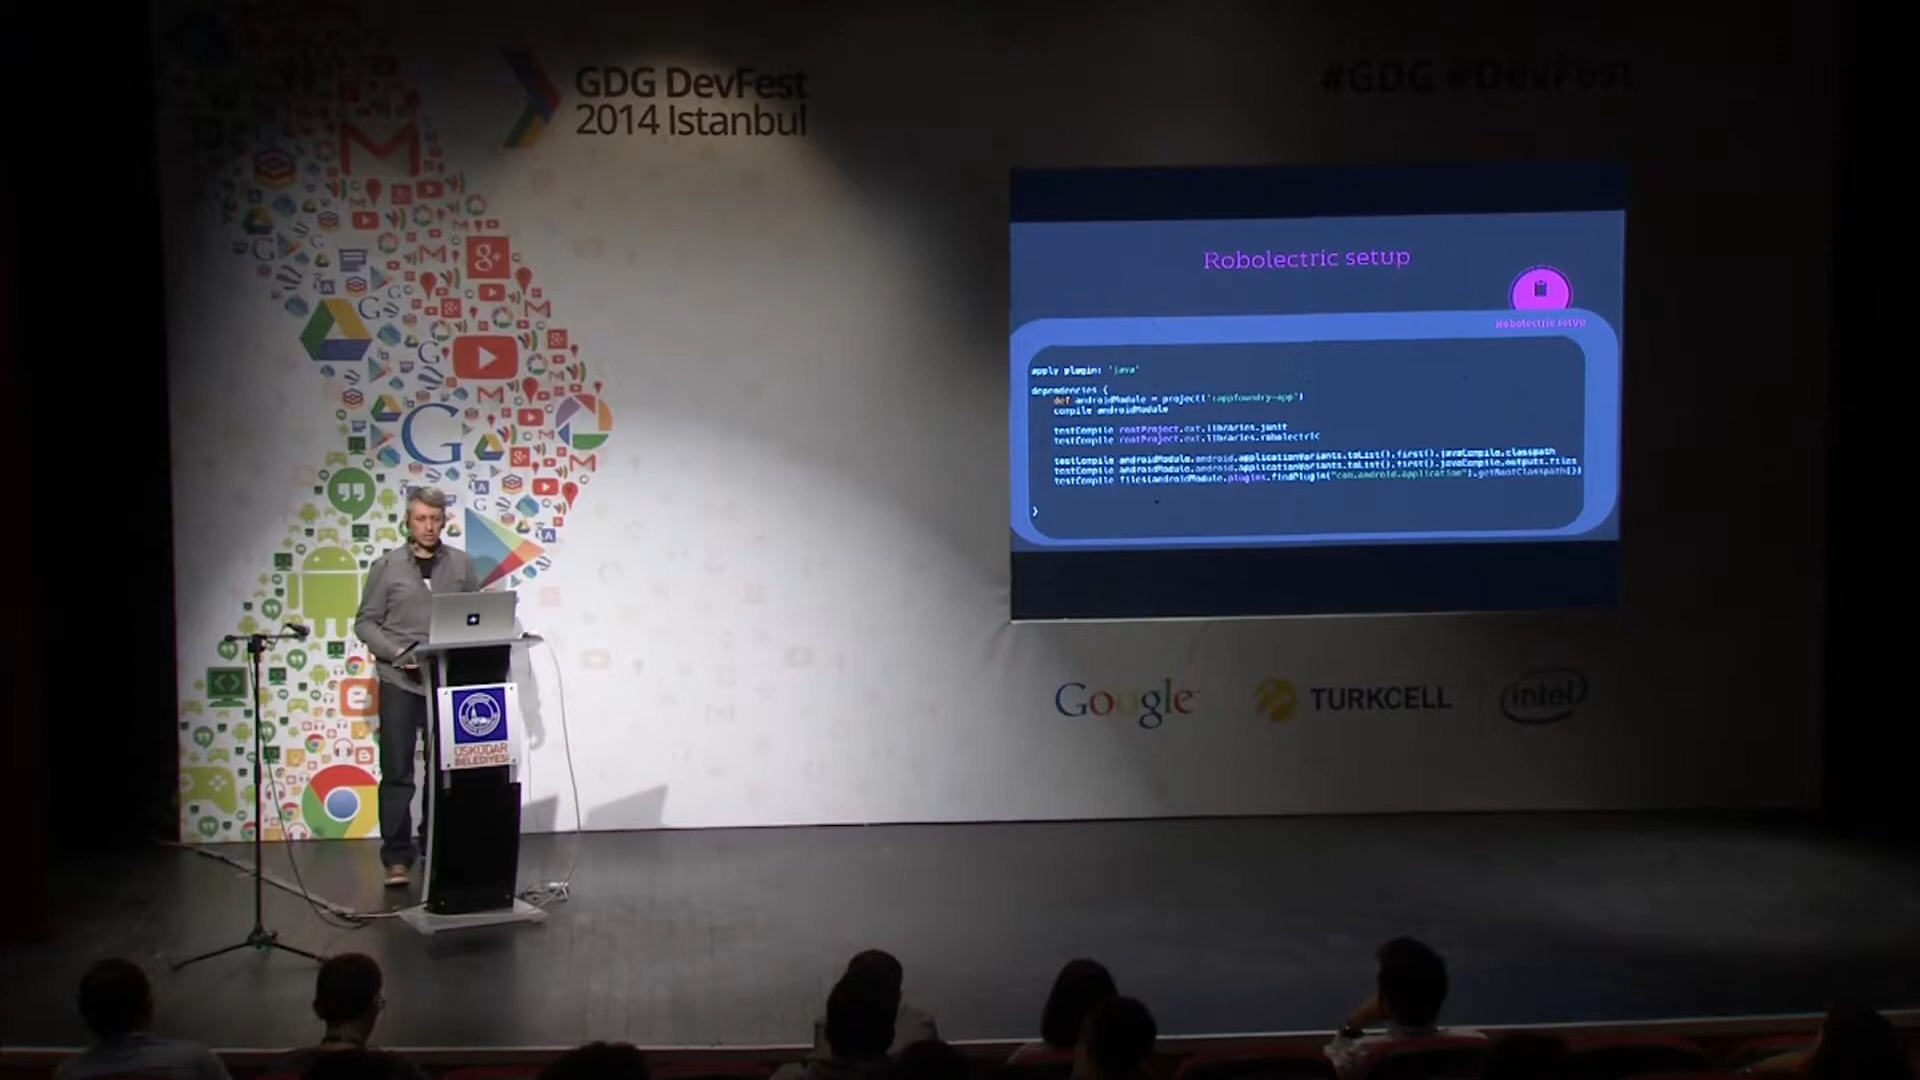 GDG DevFest
2014 Istanbul
#GDG #DevFest
Robolectric setup
Robolectric setup
apply plugin: 'java'
dependencies {
def androidModule = project(':appfoundry-app')
compile androidModule
testCompile rootProject.ext.libraries.junit
testCompile rootProject.ext.libraries.robolectric
testCompile androidModule.android.applicationVariants.toList().first().javaCompile.classpath
testCompile androidModule.android.applicationVariants.toList().first().javaCompile.outputs.files
testCompile files(androidModule.plugins.findPlugin("com.android.application").getBootClasspath())
}
Google
TURKCELL
intel
ÜSKÜDAR
BELEDİYESİ